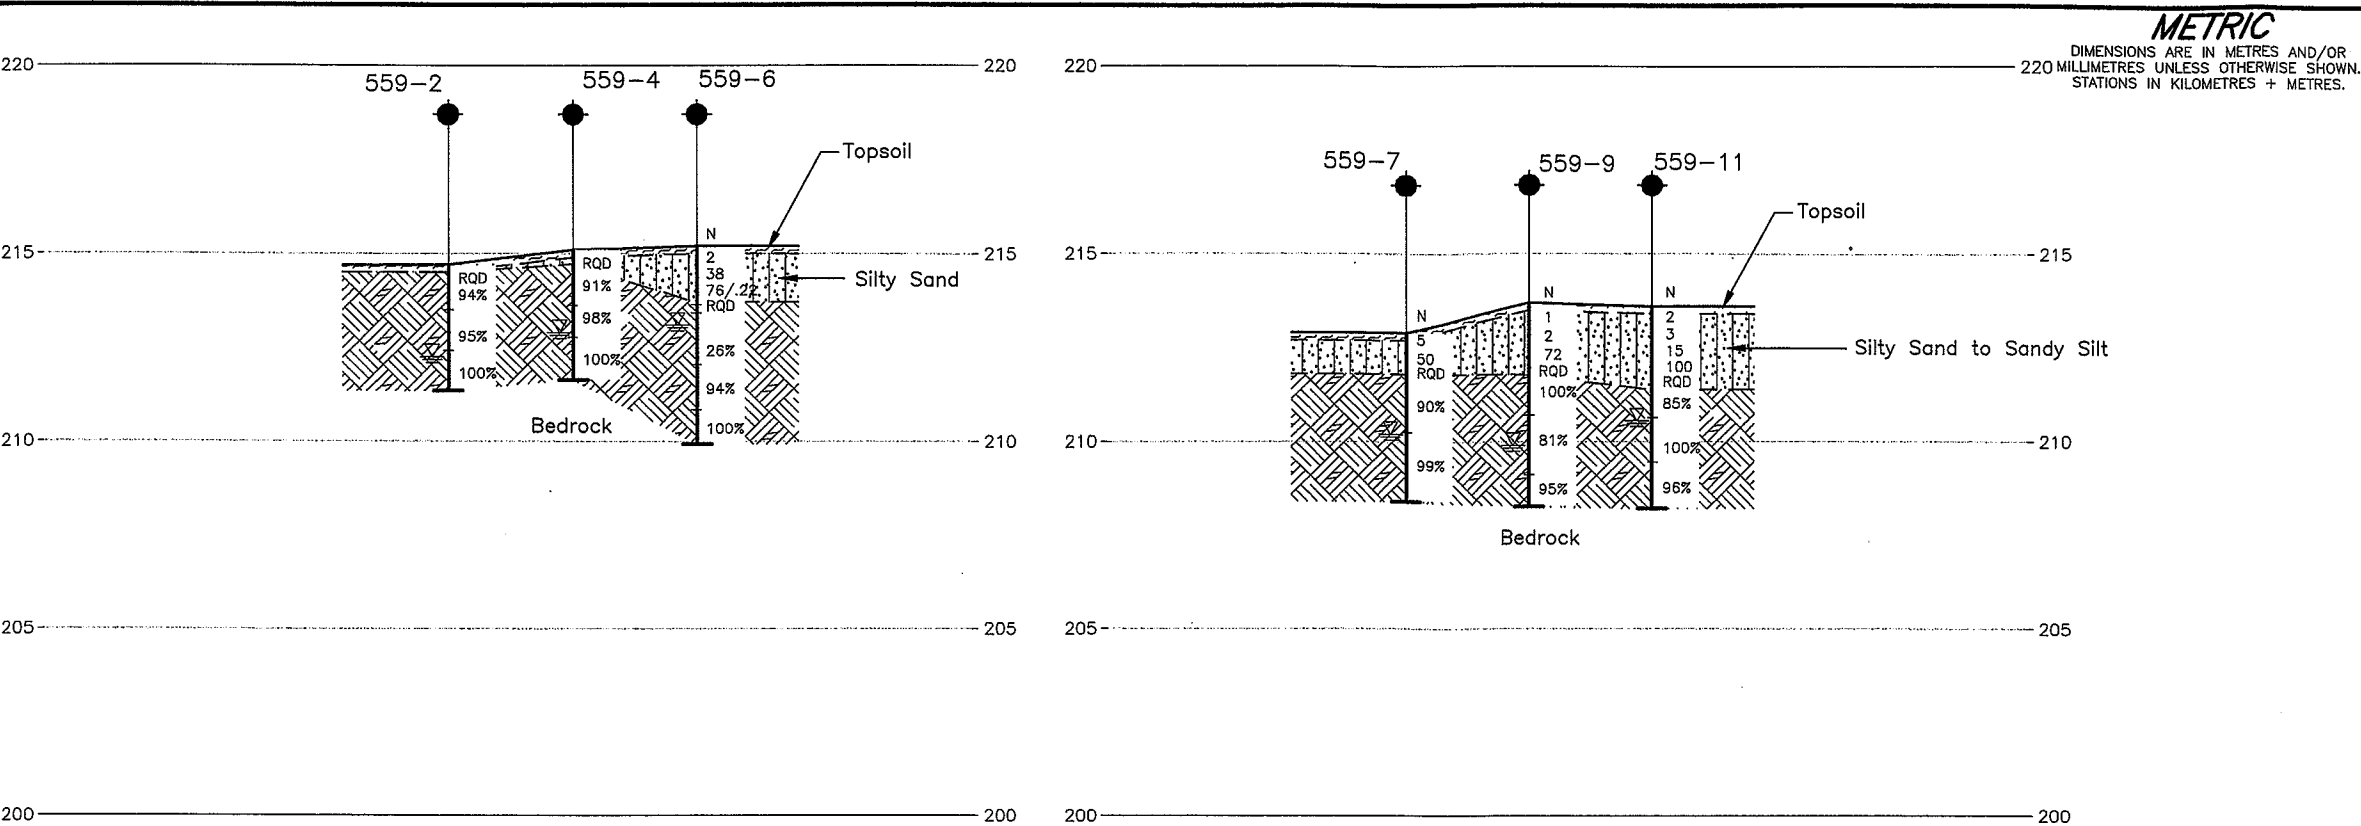 METRIC
DIMENSIONS ARE IN METRES AND/OR
MILLIMETRES UNLESS OTHERWISE SHOWN.
STATIONS IN KILOMETRES + METRES.
220
220
559-2
559-4
559-6
Topsoil
215
215
Silty Sand
RQD
94%
95%
100%
RQD
91%
98%
100%
N
2
38
76/.22
RQD
26%
94%
100%
Bedrock
210
210
205
205
200
200
220
220
559-7
559-9
559-11
Topsoil
215
215
Silty Sand to Sandy Silt
N
5
50
RQD
90%
99%
N
1
2
72
RQD
100%
81%
95%
N
2
3
15
100
RQD
85%
100%
96%
210
210
Bedrock
205
205
200
200